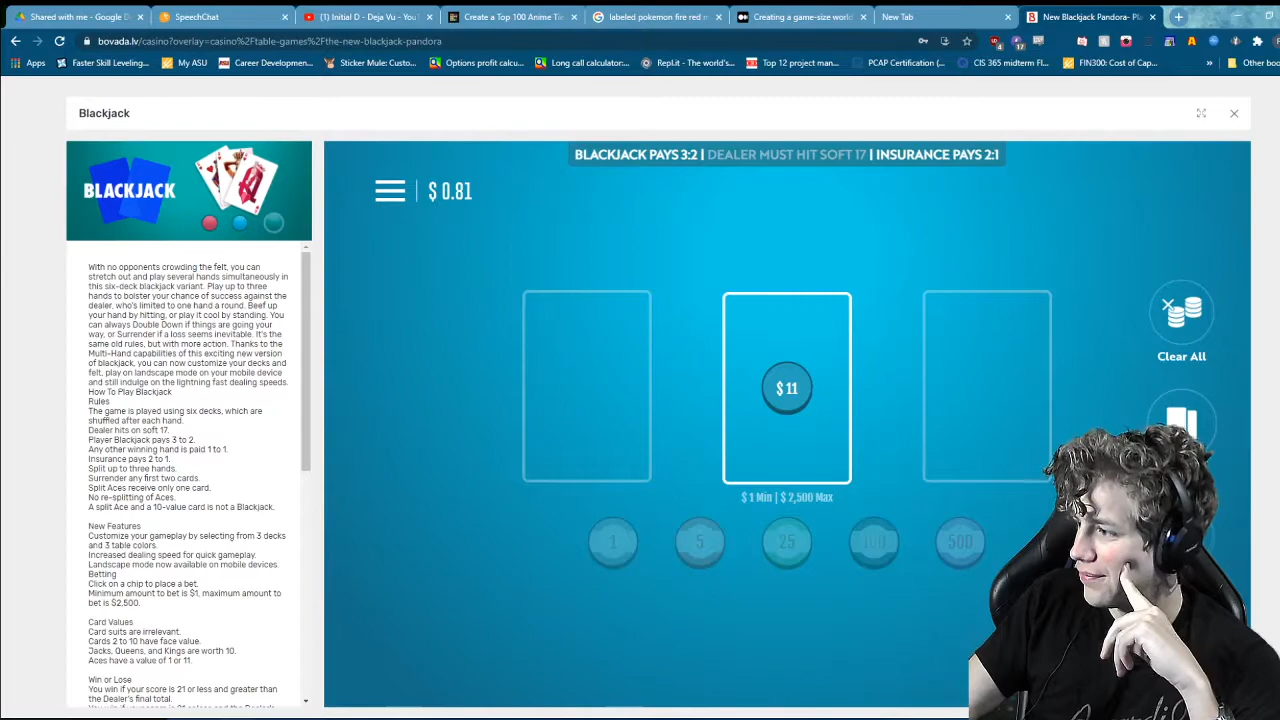 Shared with me - Google D
SpeechChat
Initial D - Deja Vu - You
Create a Top 100 Anime Tie
labeled pokemon fire red m
Creating a game-size world
New Tab
New Blackjack Pandora- Pla
bovada.lv/casino?overlay=casino%2Ftable-games%2Fthe-new-blackjack-pandora
Apps
Faster Skill Leveling...
My ASU
Career Developmen...
Sticker Mule: Custo...
Options profit calcu...
Long call calculator:...
Repl.it - The world's...
Top 12 project man...
PCAP Certification (...
CIS 365 midterm Fl...
FIN300: Cost of Cap...
Other boo
Blackjack
BLACKJACK
With no opponents crowding the felt, you can
stretch out and play several hands simultaneously in
this six-deck blackjack variant. Play up to three
hands to bolster your chance of success against the
dealer, who's limited to one hand a round. Beef up
your hand by hitting, or play it cool by standing. You
can always Double Down if things are going your
way, or Surrender if a loss seems inevitable. It's the
same old rules, but with more action. Thanks to the
Multi-Hand capabilities of this exciting new version
of blackjack, you can now customize your decks and
felt, play on landscape mode on your mobile device
and still indulge on the lightning fast dealing speeds.
How To Play Blackjack
Rules
The game is played using six decks, which are
shuffled after each hand.
Dealer hits on soft 17.
Player Blackjack pays 3 to 2.
Any other winning hand is paid 1 to 1.
Insurance pays 2 to 1.
Split up to three hands.
Surrender any first two cards.
Split Aces receive only one card.
No re-splitting of Aces.
A split Ace and a 10-value card is not a Blackjack.
New Features
Customize your gameplay by selecting from 3 decks
and 3 table colors.
Increased dealing speed for quick gameplay.
Landscape mode now available on mobile devices.
Betting
Click on a chip to place a bet.
Minimum amount to bet is $1, maximum amount to
bet is $2,500.
Card Values
Card suits are irrelevant.
Cards 2 to 10 have face value.
Jacks, Queens, and Kings are worth 10.
Aces have a value of 1 or 11.
Win or Lose
You win if your score is 21 or less and greater than
the Dealer's final total.
BLACKJACK PAYS 3:2 | DEALER MUST HIT SOFT 17 | INSURANCE PAYS 2:1
$ 0.81
$ 11
Clear All
$ 1 Min | $ 2,500 Max
1
5
25
100
500